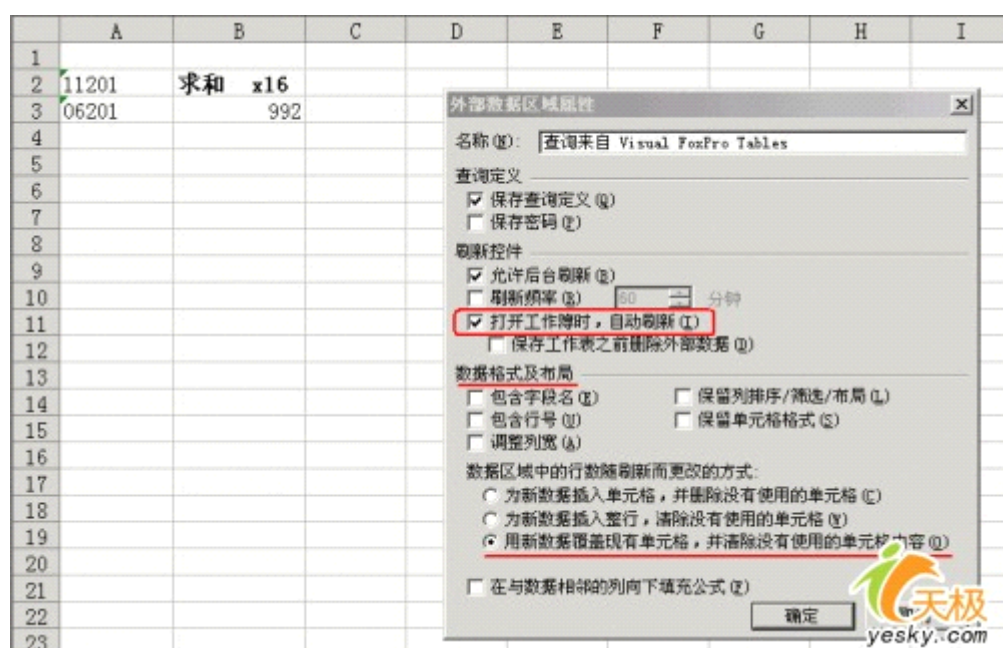 A B C D E F G H I
1
2 11201 求和 x16
3 06201 992
4
5
6
7
8
9
10
11
12
13
14
15
16
17
18
19
20
21
22
23
外部数据区域属性
名称(N): 查询来自 Visual FoxPro Tables
查询定义
保存查询定义(Q)
保存密码(P)
刷新控件
允许后台刷新(B)
刷新频率(R) 60 分钟
打开工作簿时，自动刷新(I)
保存工作表之前删除外部数据(D)
数据格式及布局
包含字段名(E) 保留列排序/筛选/布局(L)
包含行号(U) 保留单元格格式(S)
调整列宽(A)
数据区域中的行数随刷新而更改的方式:
为新数据插入单元格，并删除没有使用的单元格(C)
为新数据插入整行，清除没有使用的单元格(W)
用新数据覆盖现有单元格，并清除没有使用的单元格内容(O)
在与数据相邻的列向下填充公式(F)
确定
天极
yesky.com